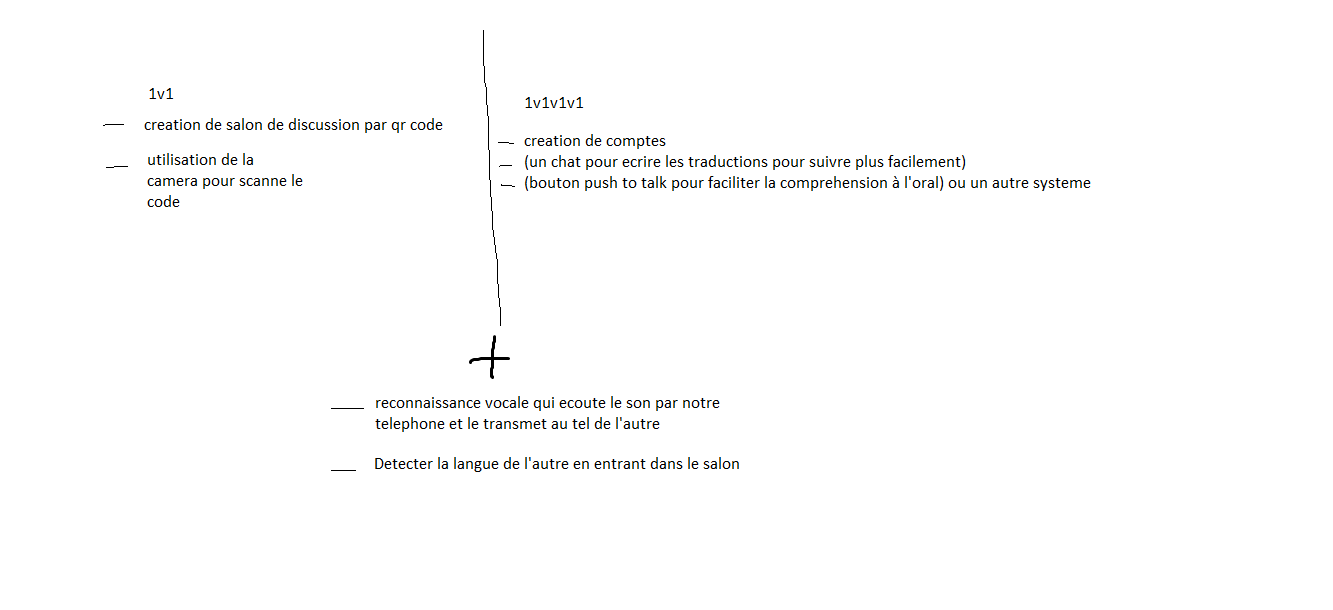 1v1
creation de salon de discussion par qr code
utilisation de la
camera pour scanne le
code
1v1v1v1
creation de comptes
(un chat pour ecrire les traductions pour suivre plus facilement)
(bouton push to talk pour faciliter la comprehension à l'oral) ou un autre systeme
+
reconnaissance vocale qui ecoute le son par notre
telephone et le transmet au tel de l'autre
Detecter la langue de l'autre en entrant dans le salon